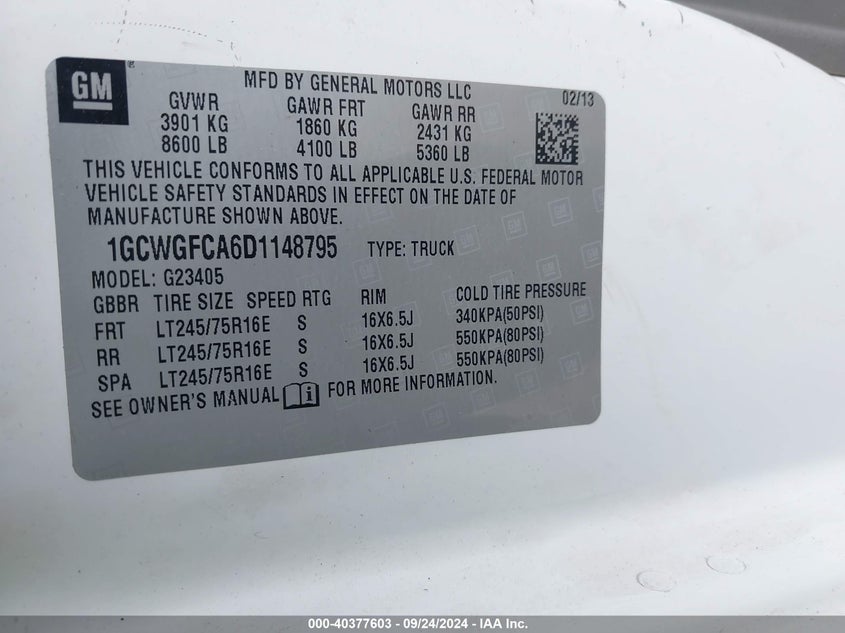 GM
MFD BY GENERAL MOTORS LLC
02/13
GVWR GAWR FRT GAWR RR
3901 KG 1860 KG 2431 KG
8600 LB 4100 LB 5360 LB
THIS VEHICLE CONFORMS TO ALL APPLICABLE U.S. FEDERAL MOTOR
VEHICLE SAFETY STANDARDS IN EFFECT ON THE DATE OF
MANUFACTURE SHOWN ABOVE.
1GCWGFCA6D1148795 TYPE: TRUCK
MODEL: G23405
GBBR TIRE SIZE SPEED RTG RIM COLD TIRE PRESSURE
FRT LT245/75R16E S 16X6.5J 340KPA(50PSI)
RR LT245/75R16E S 16X6.5J 550KPA(80PSI)
SPA LT245/75R16E S 16X6.5J 550KPA(80PSI)
SEE OWNER'S MANUAL i FOR MORE INFORMATION.
000-40377603 - 09/24/2024 - IAA Inc.